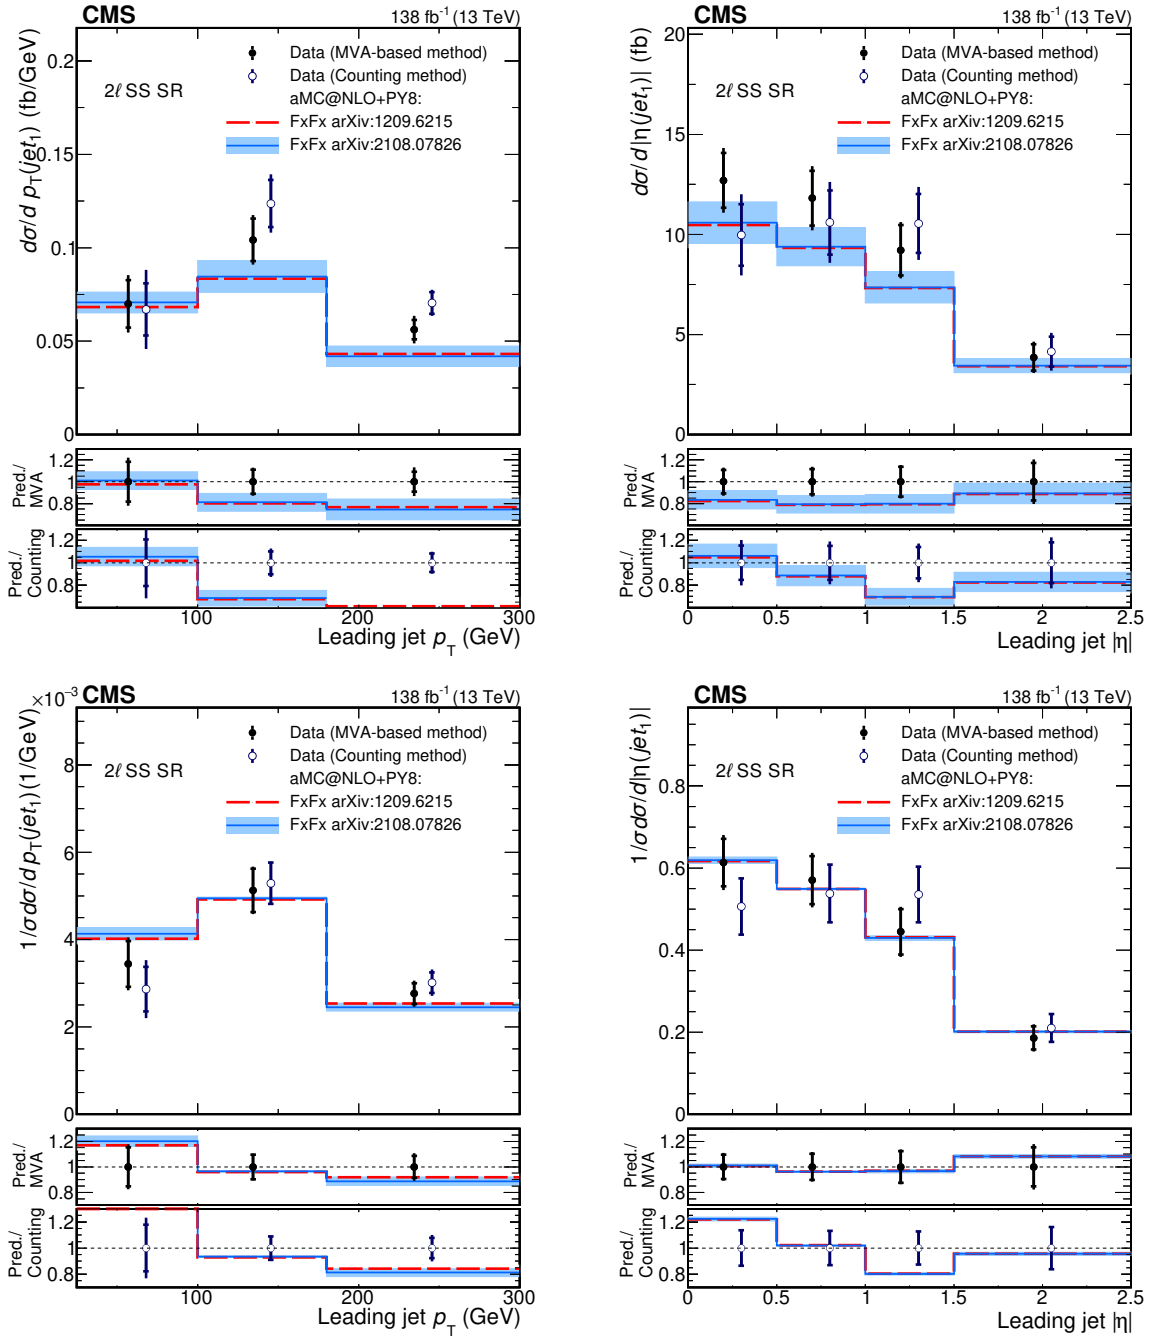 CMS
138 fb⁻¹ (13 TeV)
dσ/d p_T(jet₁) (fb/GeV)
2ℓ SS SR
Data (MVA-based method)
Data (Counting method)
aMC@NLO+PY8:
FxFx arXiv:1209.6215
FxFx arXiv:2108.07826
0.2
0.15
0.1
0.05
0
Pred./
MVA
1.2
1
0.8
Pred./
Counting
1.2
1
0.8
100
200
300
Leading jet p_T (GeV)
CMS
138 fb⁻¹ (13 TeV)
dσ/d|η(jet₁)| (fb)
2ℓ SS SR
Data (MVA-based method)
Data (Counting method)
aMC@NLO+PY8:
FxFx arXiv:1209.6215
FxFx arXiv:2108.07826
20
15
10
5
0
Pred./
MVA
1.2
1
0.8
Pred./
Counting
1.2
1
0.8
0
0.5
1
1.5
2
2.5
Leading jet |η|
×10⁻³
CMS
138 fb⁻¹ (13 TeV)
1/σ dσ/d p_T(jet₁) (1/GeV)
2ℓ SS SR
Data (MVA-based method)
Data (Counting method)
aMC@NLO+PY8:
FxFx arXiv:1209.6215
FxFx arXiv:2108.07826
8
6
4
2
0
Pred./
MVA
1.2
1
0.8
Pred./
Counting
1.2
1
0.8
100
200
300
Leading jet p_T (GeV)
CMS
138 fb⁻¹ (13 TeV)
1/σ dσ/d|η(jet₁)|
2ℓ SS SR
Data (MVA-based method)
Data (Counting method)
aMC@NLO+PY8:
FxFx arXiv:1209.6215
FxFx arXiv:2108.07826
0.8
0.6
0.4
0.2
0
Pred./
MVA
1.2
1
0.8
Pred./
Counting
1.2
1
0.8
0
0.5
1
1.5
2
2.5
Leading jet |η|